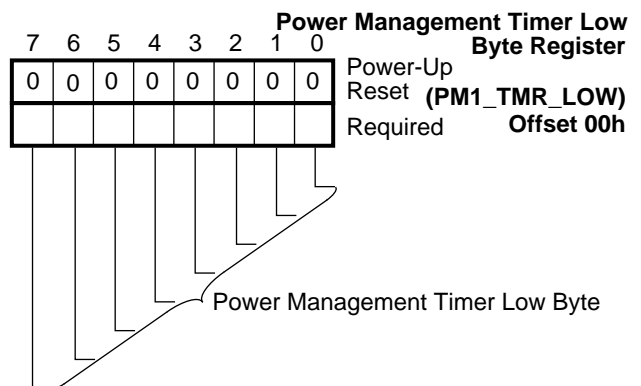 Power Management Timer Low
Byte Register
(PM1_TMR_LOW)
Offset 00h
7 6 5 4 3 2 1 0
0 0 0 0 0 0 0 0
Power-Up
Reset
Required
Power Management Timer Low Byte